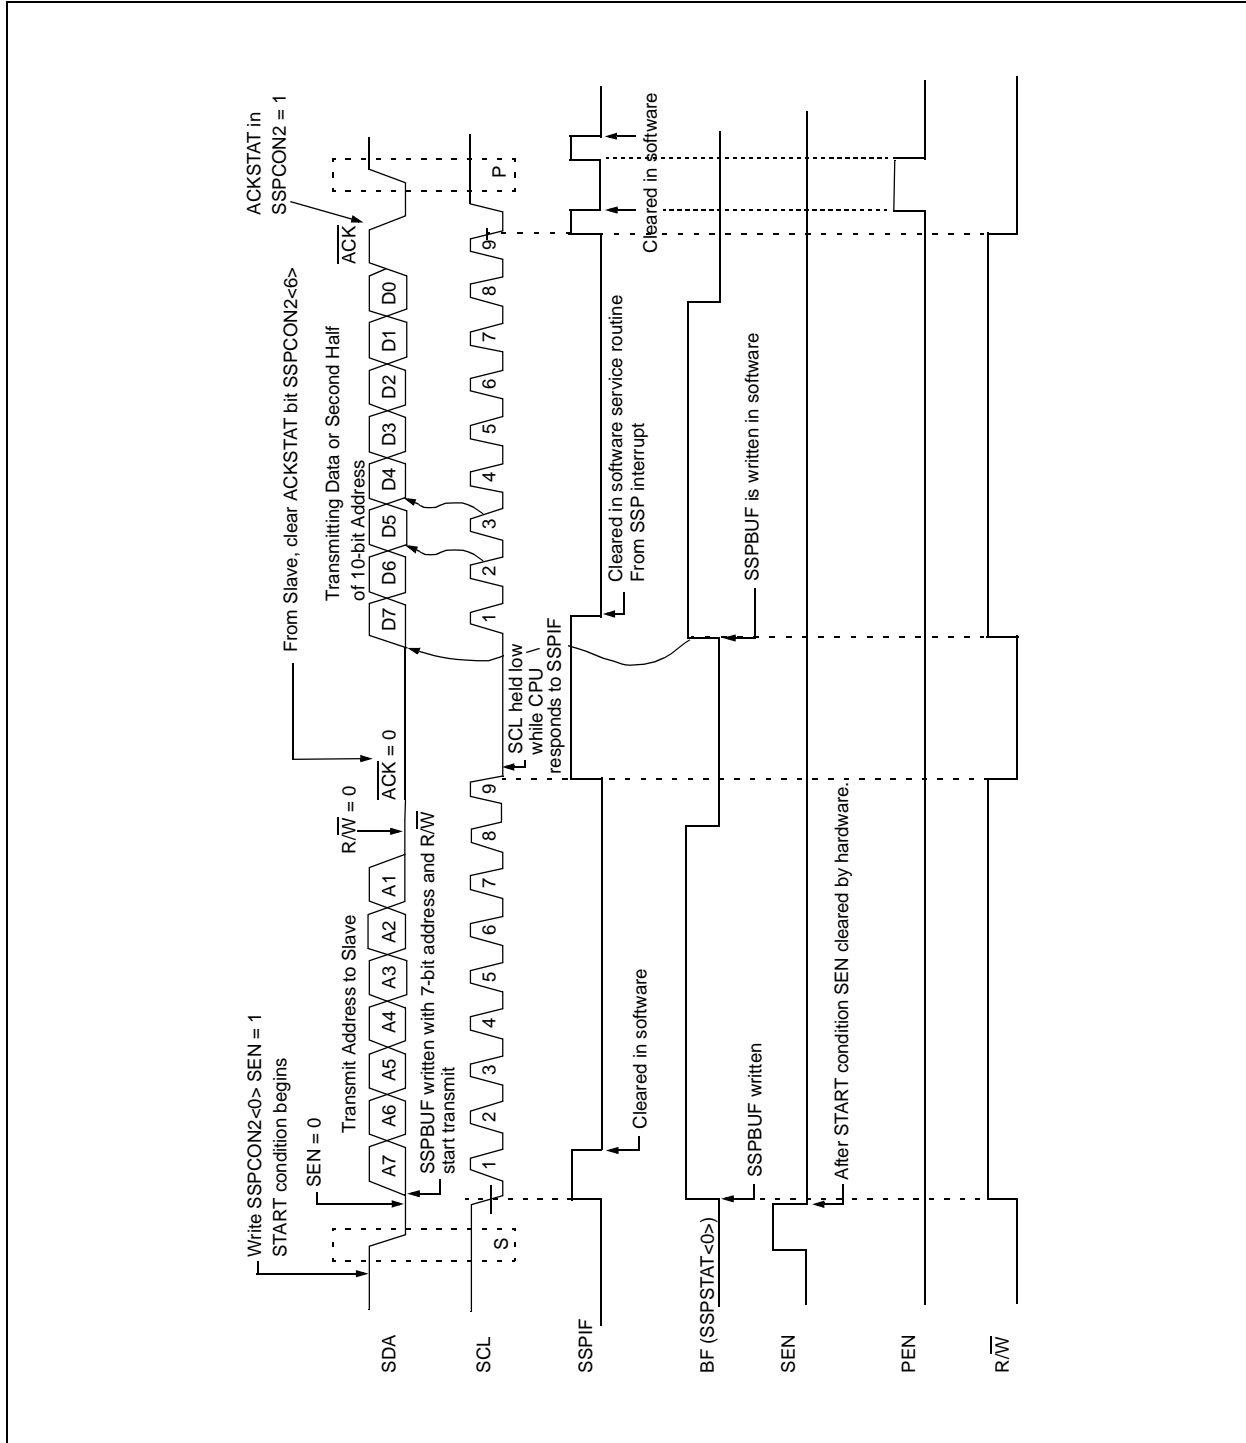 Write SSPCON2<0> SEN = 1
START condition begins
SEN = 0
Transmit Address to Slave
R/W = 0
From Slave, clear ACKSTAT bit SSPCON2<6>
ACK = 0
Transmitting Data or Second Half
of 10-bit Address
ACKSTAT in
SSPCON2 = 1
ACK
SDA
A7 A6 A5 A4 A3 A2 A1
D7 D6 D5 D4 D3 D2 D1 D0
SSPBUF written with 7-bit address and R/W
start transmit
SCL
S
1 2 3 4 5 6 7 8 9
1 2 3 4 5 6 7 8 9
P
SCL held low
while CPU
responds to SSPIF
SSPIF
Cleared in software
Cleared in software service routine
From SSP interrupt
Cleared in software
Cleared in software
BF (SSPSTAT<0>)
SSPBUF written
SSPBUF is written in software
SEN
After START condition SEN cleared by hardware.
PEN
R/W